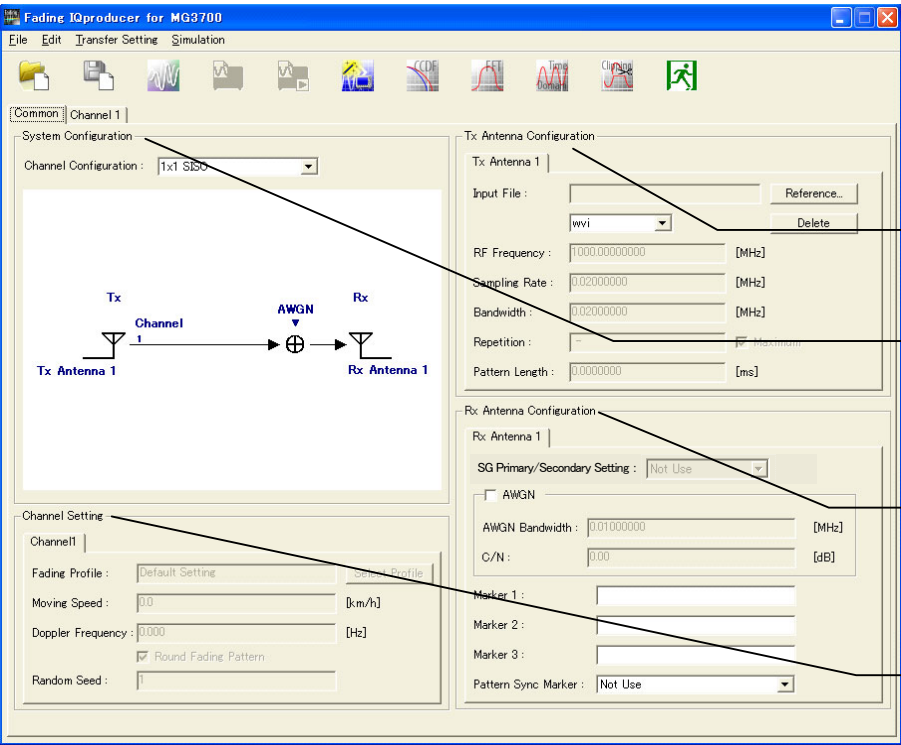 Fading IQproducer for MG3700
File Edit Transfer Setting Simulation
CCDF FFT Time Domain Clipping
Common Channel 1
System Configuration
Channel Configuration : 1x1 SISO
Tx Rx
AWGN
Channel
1
Tx Antenna 1 Rx Antenna 1
Channel Setting
Channel1
Fading Profile : Default Setting Select Profile
Moving Speed : 0.0 [km/h]
Doppler Frequency : 0.000 [Hz]
Round Fading Pattern
Random Seed : 1
Tx Antenna Configuration
Tx Antenna 1
Input File : Reference...
wvi Delete
RF Frequency : 1000.00000000 [MHz]
Sampling Rate : 0.02000000 [MHz]
Bandwidth : 0.02000000 [MHz]
Repetition : - Maximum
Pattern Length : 0.0000000 [ms]
Rx Antenna Configuration
Rx Antenna 1
SG Primary/Secondary Setting : Not Use
AWGN
AWGN Bandwidth : 0.01000000 [MHz]
C/N : 0.00 [dB]
Marker 1 :
Marker 2 :
Marker 3 :
Pattern Sync Marker : Not Use